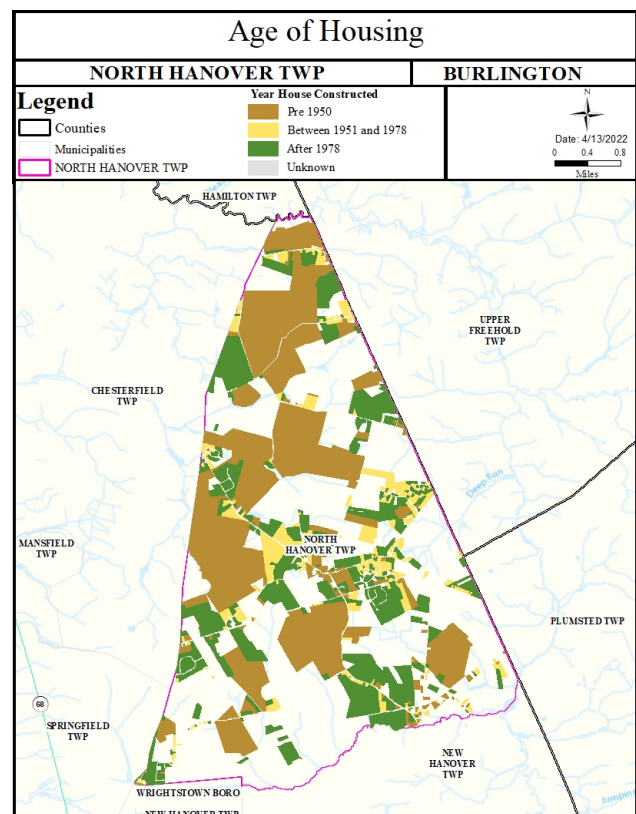 Age of Housing
NORTH HANOVER TWP
BURLINGTON
Legend
Counties
Municipalities
NORTH HANOVER TWP
Year House Constructed
Pre 1950
Between 1951 and 1978
After 1978
Unknown
N
Date: 4/13/2022
0 0.4 0.8
Miles
HAMILTON TWP
UPPER
FREEHOLD
TWP
CHESTERFIELD
TWP
Deep Run
NORTH
HANOVER TWP
MANSFIELD
TWP
PLUMSTED TWP
68
SPRINGFIELD
TWP
NEW
HANOVER
TWP
WRIGHTSTOWN BORO
NEW HANOVER TWP